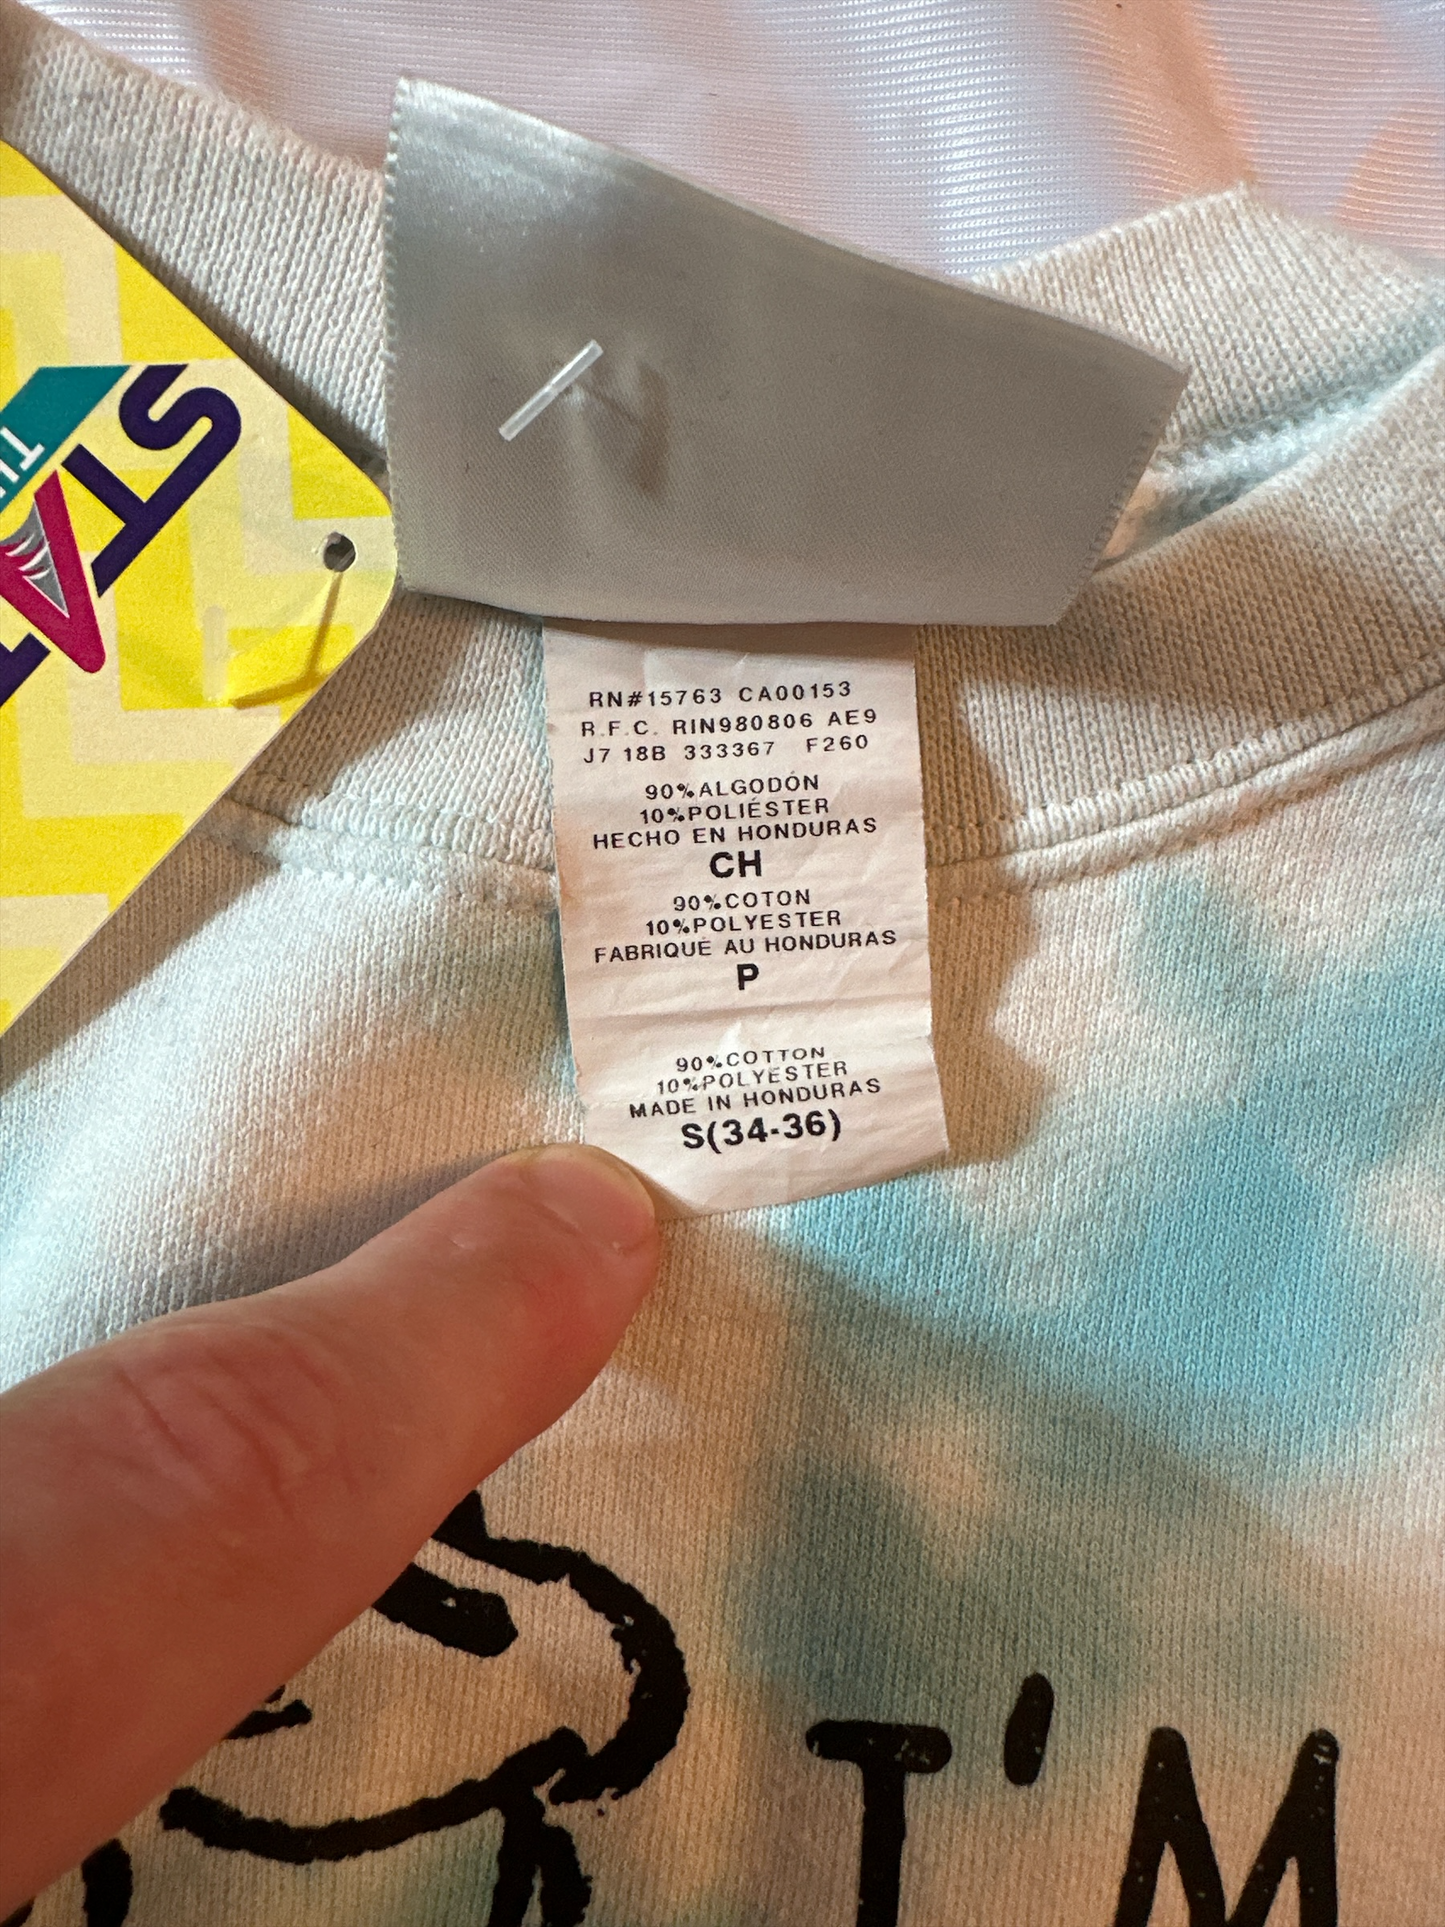 RN#15763 CA00153
R.F.C. RIN980806 AE9
J7 18B 333367 F260
90%ALGODÓN
10%POLIÉSTER
HECHO EN HONDURAS
CH
90%COTON
10%POLYESTER
FABRIQUÉ AU HONDURAS
P
90%COTTON
10%POLYESTER
MADE IN HONDURAS
S(34-36)
I'M